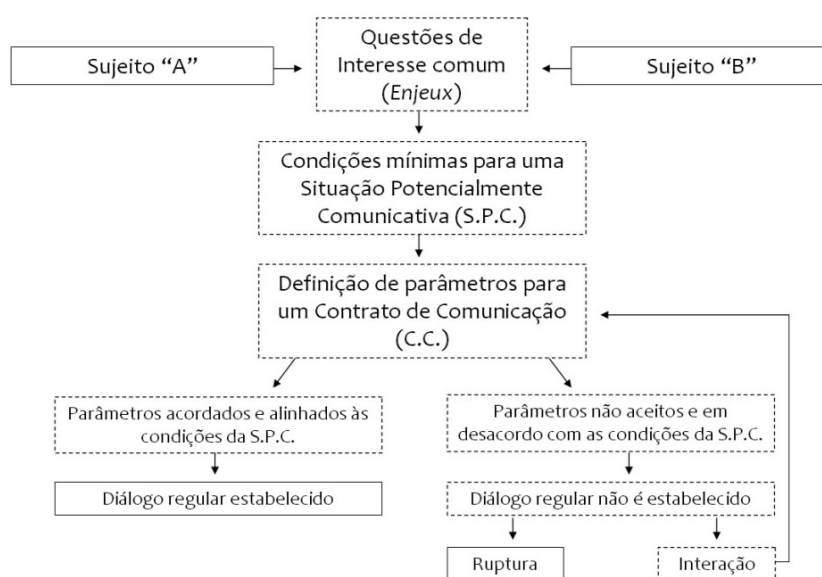 Sujeito “A”
Questões de
Interesse comum
(Enjeux)
Sujeito “B”
Condições mínimas para uma
Situação Potencialmente
Comunicativa (S.P.C.)
Definição de parâmetros para
um Contrato de Comunicação
(C.C.)
Parâmetros acordados e alinhados às
condições da S.P.C.
Parâmetros não aceitos e em
desacordo com as condições da S.P.C.
Diálogo regular estabelecido
Diálogo regular não é estabelecido
Ruptura
Interação